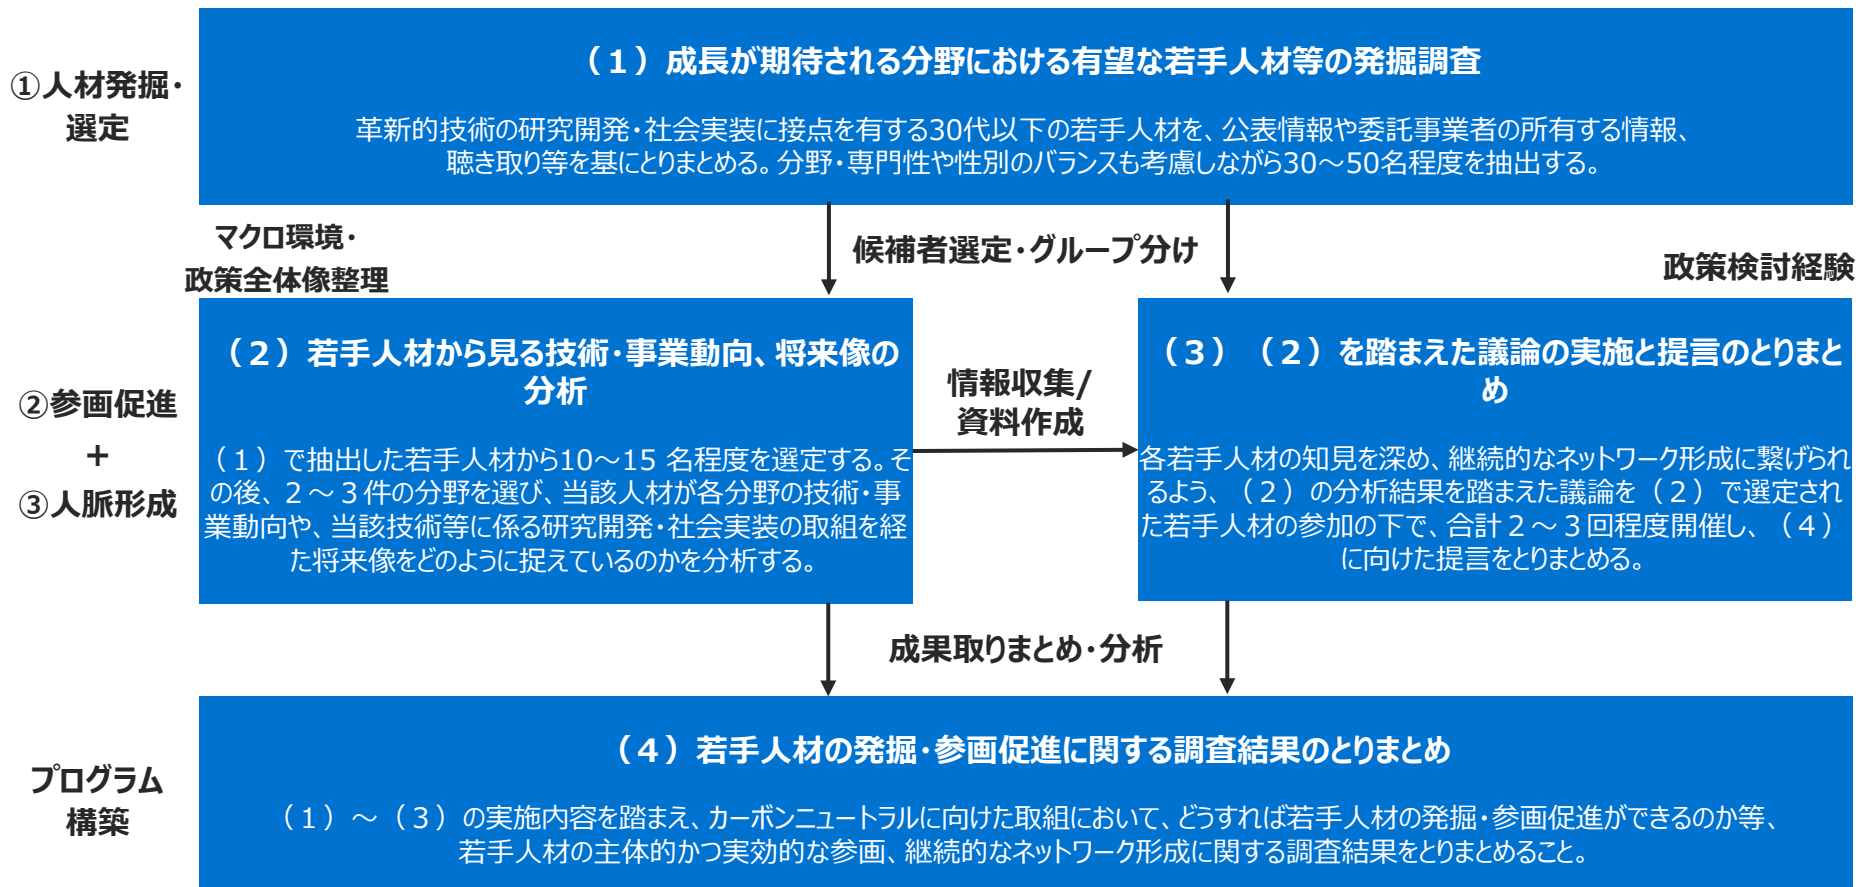 ①人材発掘・
選定
（１）成長が期待される分野における有望な若手人材等の発掘調査
革新的技術の研究開発・社会実装に接点を有する30代以下の若手人材を、公表情報や委託事業者の所有する情報、
聴き取り等を基にとりまとめる。分野・専門性や性別のバランスも考慮しながら30～50名程度を抽出する。
マクロ環境・
政策全体像整理
候補者選定・グループ分け
政策検討経験
②参画促進
+
③人脈形成
（２）若手人材から見る技術・事業動向、将来像の
分析
（１）で抽出した若手人材から10～15 名程度を選定する。そ
の後、２～３件の分野を選び、当該人材が各分野の技術・事
業動向や、当該技術等に係る研究開発・社会実装の取組を経
た将来像をどのように捉えているのかを分析する。
情報収集/
資料作成
（３）（２）を踏まえた議論の実施と提言のとりまと
め
各若手人材の知見を深め、継続的なネットワーク形成に繋げられ
るよう、（２）の分析結果を踏まえた議論を（２）で選定され
た若手人材の参加の下で、合計２～３回程度開催し、（４）
に向けた提言をとりまとめる。
成果取りまとめ・分析
プログラム
構築
（４）若手人材の発掘・参画促進に関する調査結果のとりまとめ
（１）～（３）の実施内容を踏まえ、カーボンニュートラルに向けた取組において、どうすれば若手人材の発掘・参画促進ができるのか等、
若手人材の主体的かつ実効的な参画、継続的なネットワーク形成に関する調査結果をとりまとめること。